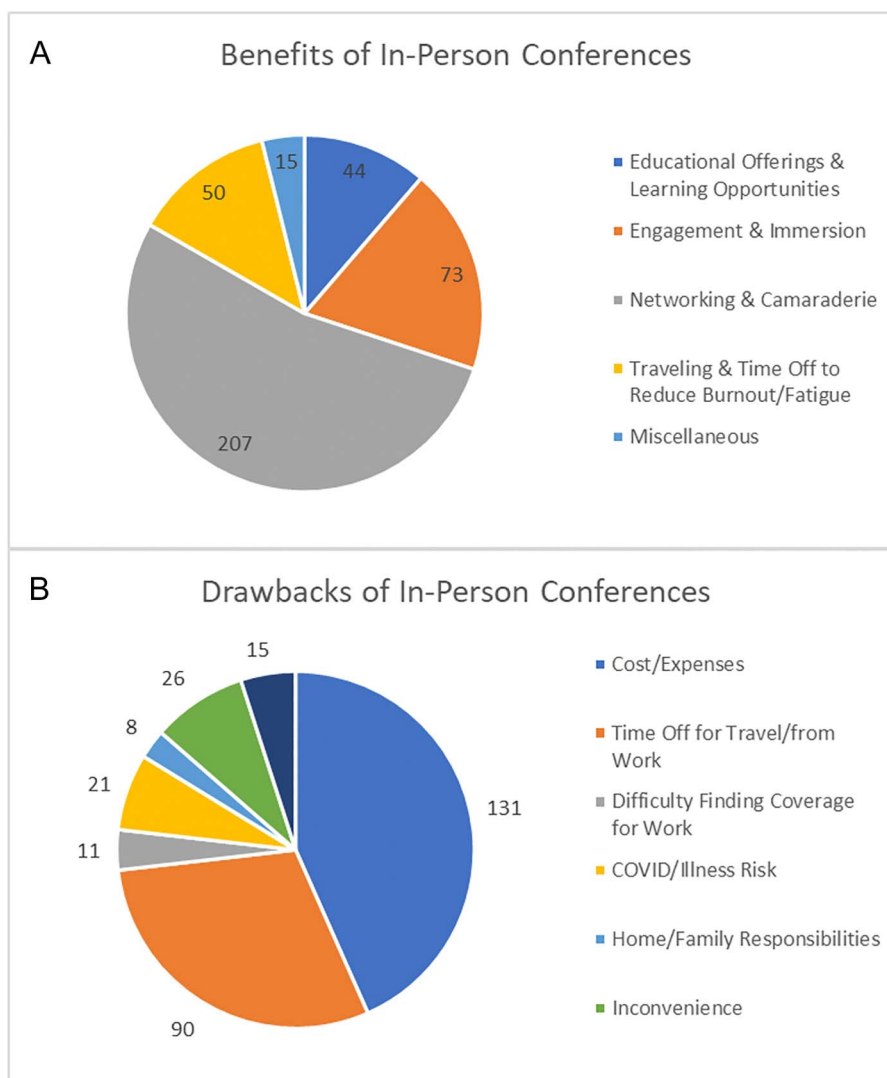 A
Benefits of In-Person Conferences
15
44
50
73
207
Educational Offerings &
Learning Opportunities
Engagement & Immersion
Networking & Camaraderie
Traveling & Time Off to
Reduce Burnout/Fatigue
Miscellaneous
B
Drawbacks of In-Person Conferences
15
26
8
21
11
131
90
Cost/Expenses
Time Off for Travel/from
Work
Difficulty Finding Coverage
for Work
COVID/Illness Risk
Home/Family Responsibilities
Inconvenience